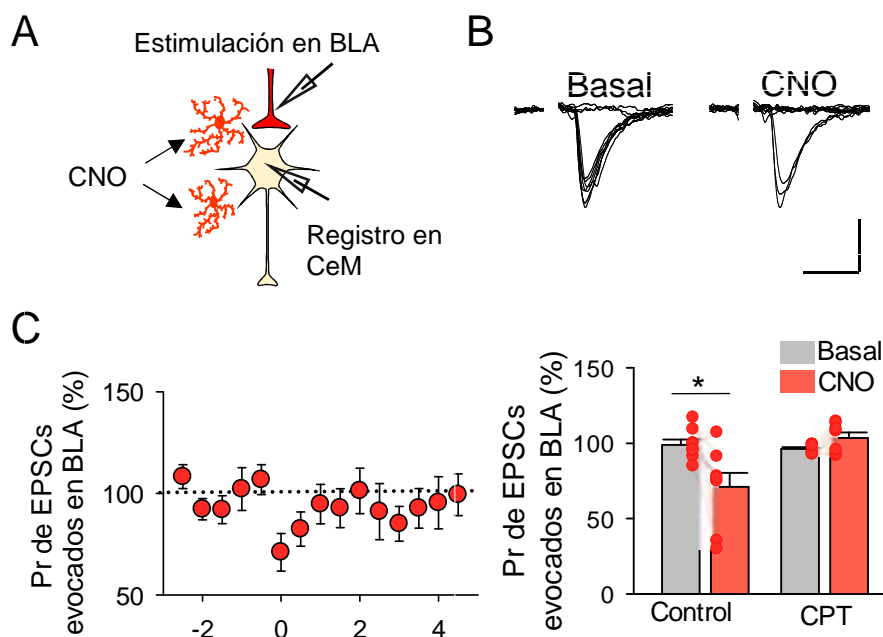 A
Estimulación en BLA
CNO
Registro en
CeM
B
Basal
CNO
C
Pr de EPSCs
evocados en BLA (%)
150
100
50
-2
0
2
4
Pr de EPSCs
evocados en BLA (%)
150
100
50
0
*
Basal
CNO
Control
CPT